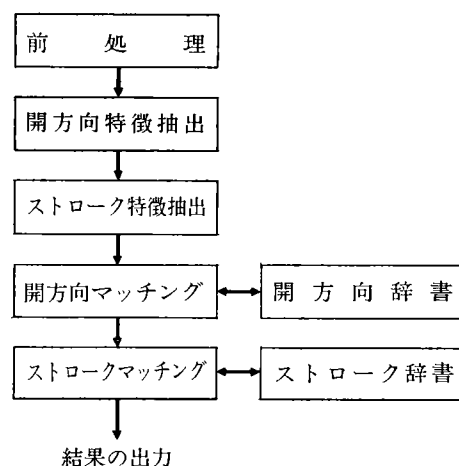 前処理
開方向特徴抽出
ストローク特徴抽出
開方向マッチング
開方向辞書
ストロークマッチング
ストローク辞書
結果の出力